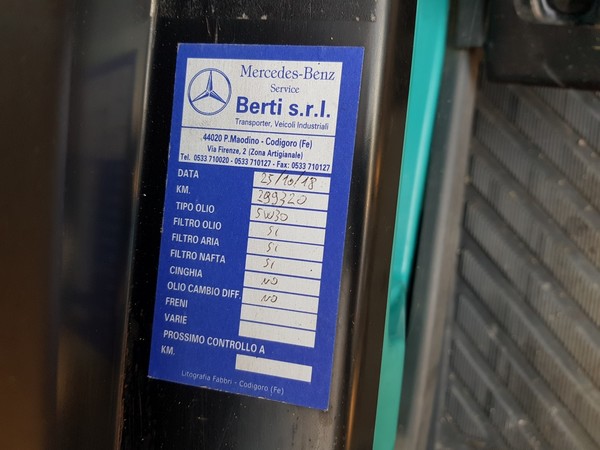 Mercedes-Benz
Service
Berti s.r.l.
Transporter, Veicoli Industriali
44020 P.Maodino - Codigoro (Fe)
Via Firenze, 2 (Zona Artigianale)
Tel. 0533 710020 - 0533 710127 - Fax: 0533 710127
DATA 25/10/18
KM. 299320
TIPO OLIO 5W30
FILTRO OLIO SI
FILTRO ARIA SI
FILTRO NAFTA SI
CINGHIA NO
OLIO CAMBIO DIFF. NO
FRENI
VARIE
PROSSIMO CONTROLLO A
KM.
Litografia Fabbri - Codigoro (Fe)